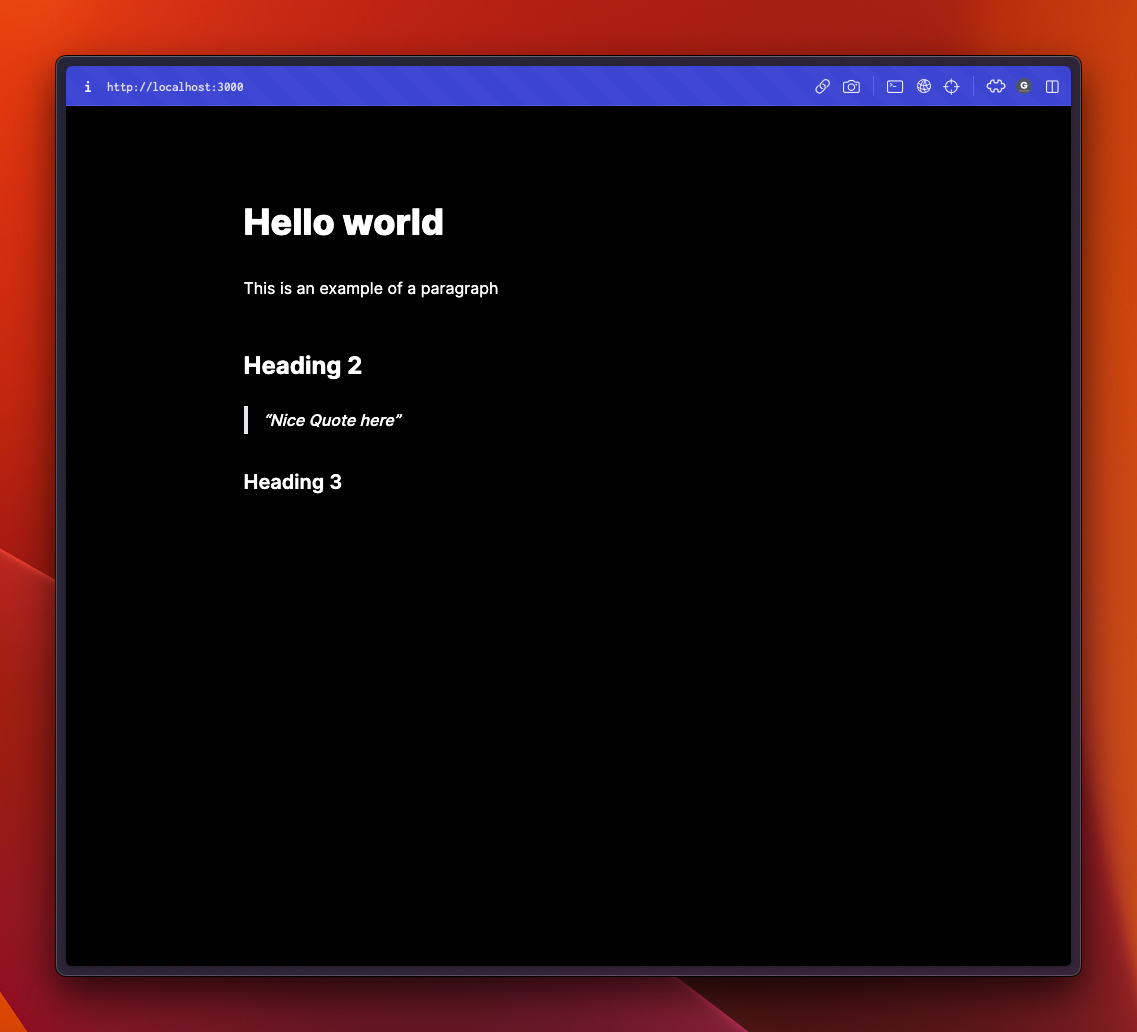 i http://localhost:3000 G
Hello world
This is an example of a paragraph
Heading 2
“Nice Quote here”
Heading 3